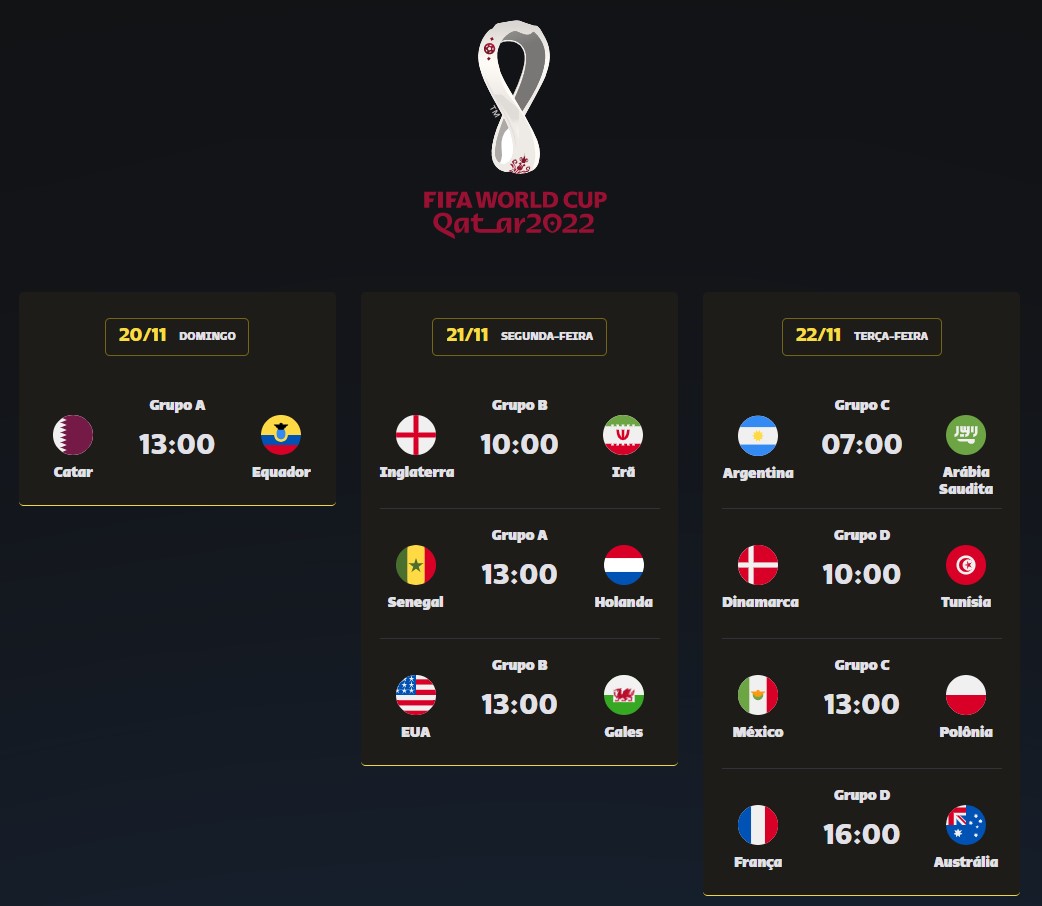 TM
FIFA WORLD CUP
Qatar2022
20/11 DOMINGO
Grupo A
13:00
Catar
Equador
21/11 SEGUNDA-FEIRA
Grupo B
10:00
Inglaterra
Irã
Grupo A
13:00
Senegal
Holanda
Grupo B
13:00
EUA
Gales
22/11 TERÇA-FEIRA
Grupo C
07:00
Argentina
Arábia
Saudita
Grupo D
10:00
Dinamarca
Tunísia
Grupo C
13:00
México
Polônia
Grupo D
16:00
França
Austrália